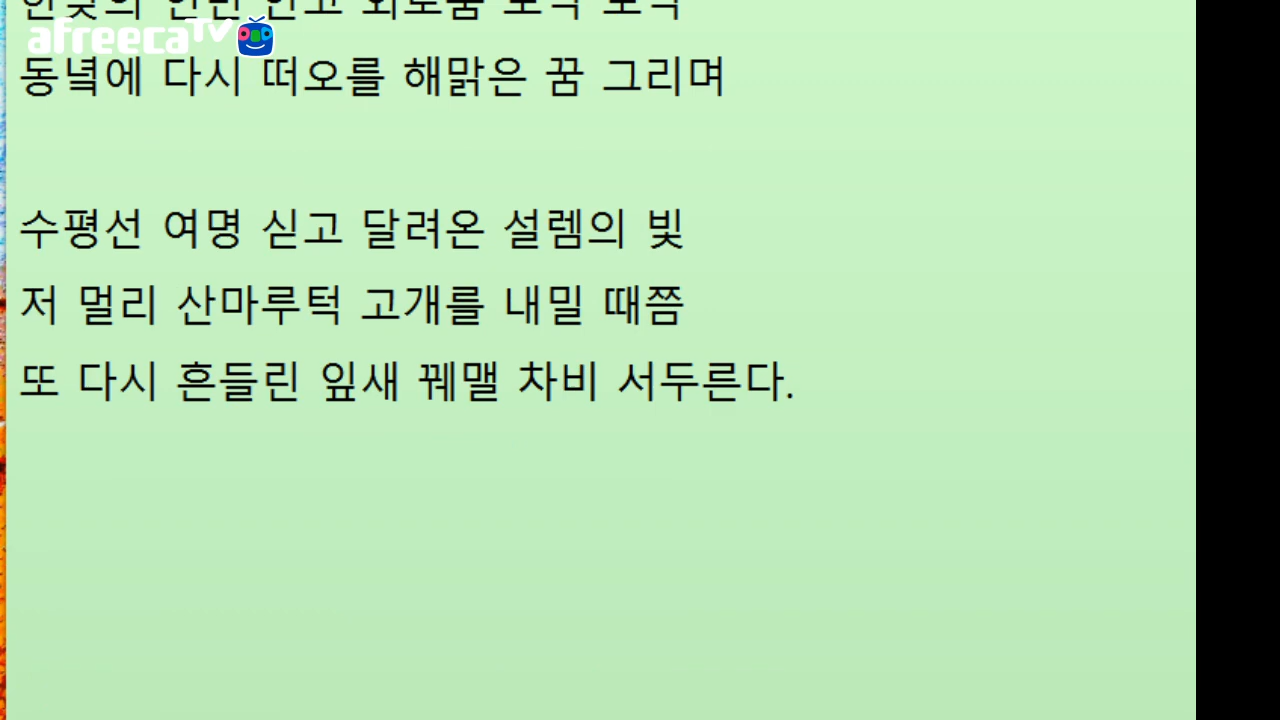 afreecaTV
동녘에 다시 떠오를 해맑은 꿈 그리며
수평선 여명 싣고 달려온 설렘의 빛
저 멀리 산마루턱 고개를 내밀 때쯤
또 다시 흔들린 잎새 꿰맬 차비 서두른다.